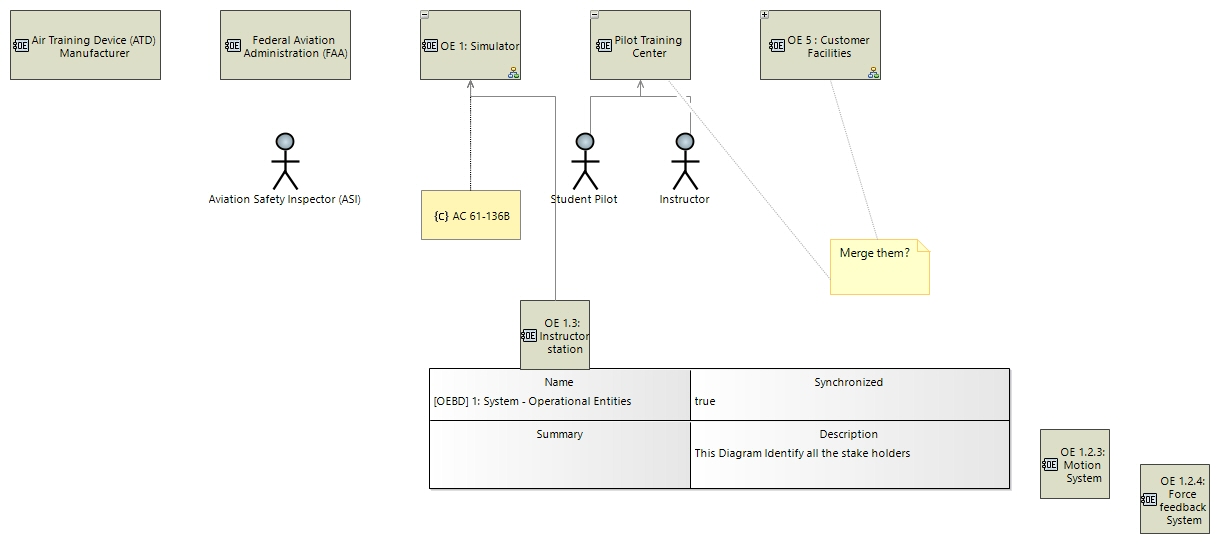 Air Training Device (ATD)
Manufacturer
Federal Aviation
Administration (FAA)
OE 1: Simulator
Pilot Training
Center
OE 5 : Customer
Facilities
Aviation Safety Inspector (ASI)
Student Pilot
Instructor
{c} AC 61-136B
Merge them?
OE 1.3:
Instructor
station
Name
Synchronized
[OEBD] 1: System - Operational Entities
true
Summary
Description
This Diagram Identify all the stake holders
OE 1.2.3:
Motion
System
OE 1.2.4:
Force
feedback
System
OE
OE
OE
OE
OE
OE
OE
OE